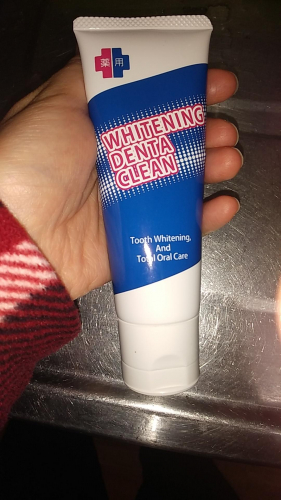 薬用
WHITENING
DENTA
CLEAN
Tooth Whitening,
And
Total Oral Care